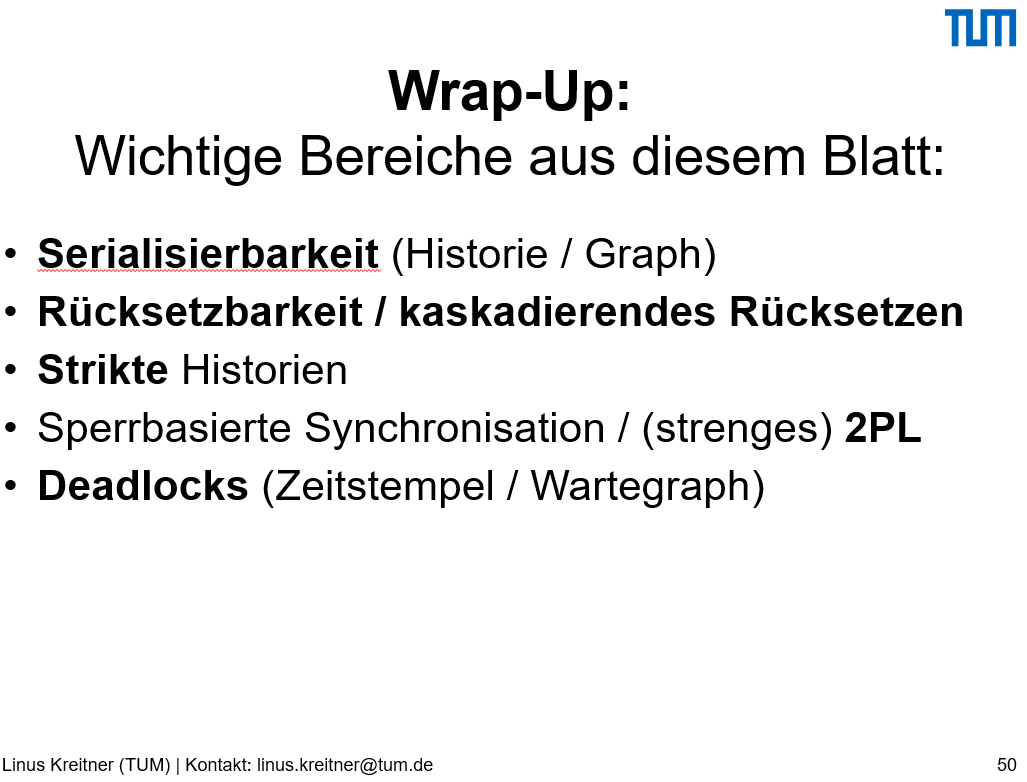 TUM
Wrap-Up:
Wichtige Bereiche aus diesem Blatt:
• Serialisierbarkeit (Historie / Graph)
• Rücksetzbarkeit / kaskadierendes Rücksetzen
• Strikte Historien
• Sperrbasierte Synchronisation / (strenges) 2PL
• Deadlocks (Zeitstempel / Wartegraph)
Linus Kreitner (TUM) | Kontakt: linus.kreitner@tum.de 50